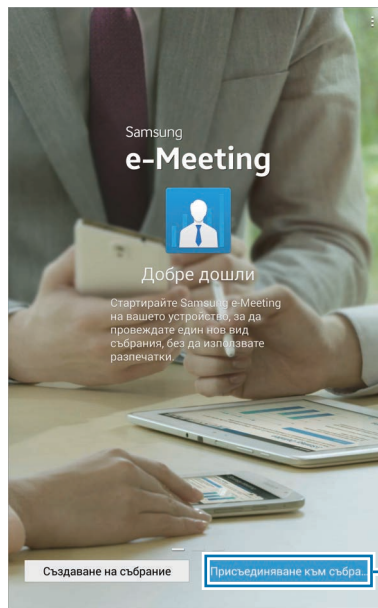 Samsung
e-Meeting
Добре дошли
Стартирайте Samsung e-Meeting
на вашето устройство, за да
провеждате един нов вид
събрания, без да използвате
разпечатки.
Създаване на събрание
Присъединяване към събра...